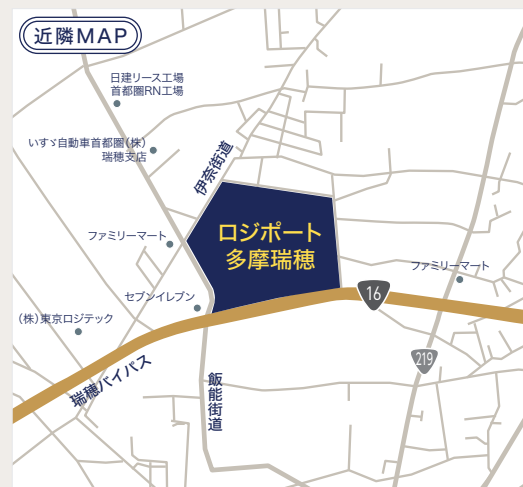 近隣MAP
日建リース工場
首都圏RN工場
いすゞ自動車首都圏(株)
瑞穂支店
伊奈街道
ファミリーマート
ロジポート
多摩瑞穂
ファミリーマート
セブンイレブン
16
(株)東京ロジテック
219
瑞穂バイパス
飯能街道